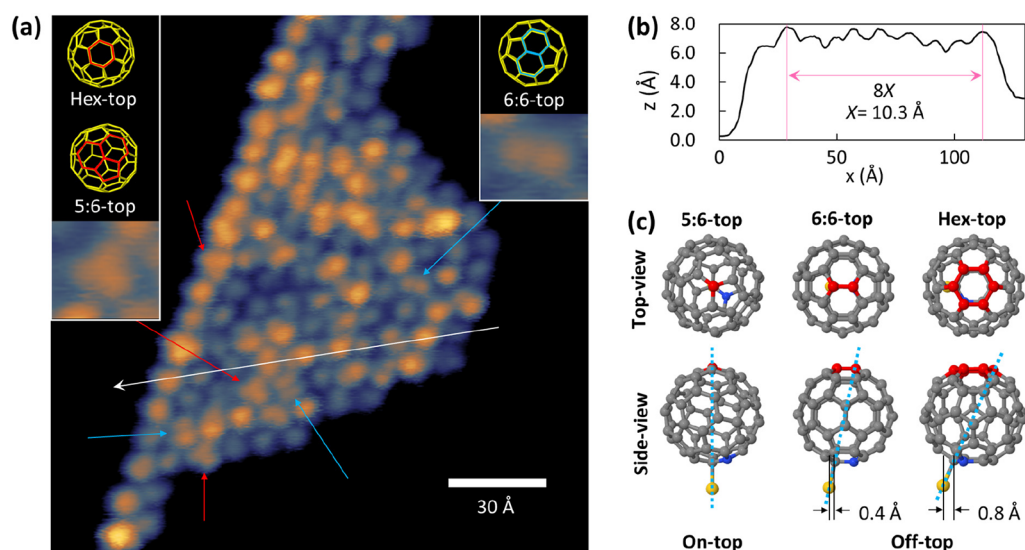 (a)
Hex-top
5:6-top
6:6-top
30 Å
(b)
z (Å)
8.0
6.0
4.0
2.0
0.0
8X
X= 10.3 Å
0
50
100
x (Å)
(c)
5:6-top
6:6-top
Hex-top
Top-view
Side-view
0.4 Å
0.8 Å
On-top
Off-top